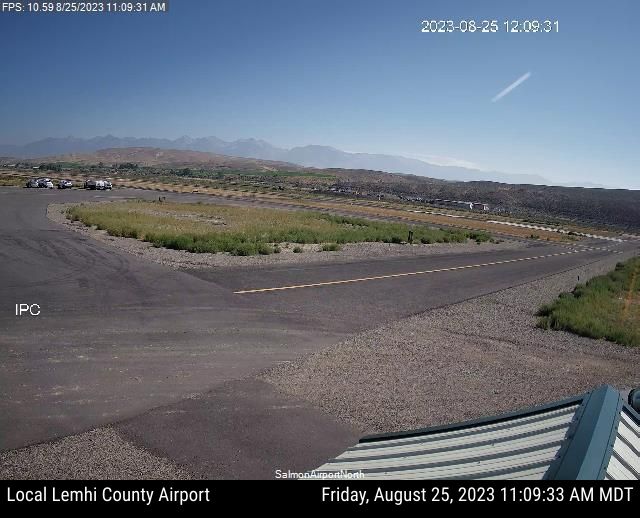 FPS: 10.59 8/25/2023 11:09:31 AM
2023-08-25 12:09:31
IPC
SalmonAirportNorth
Local Lemhi County Airport Friday, August 25, 2023 11:09:33 AM MDT